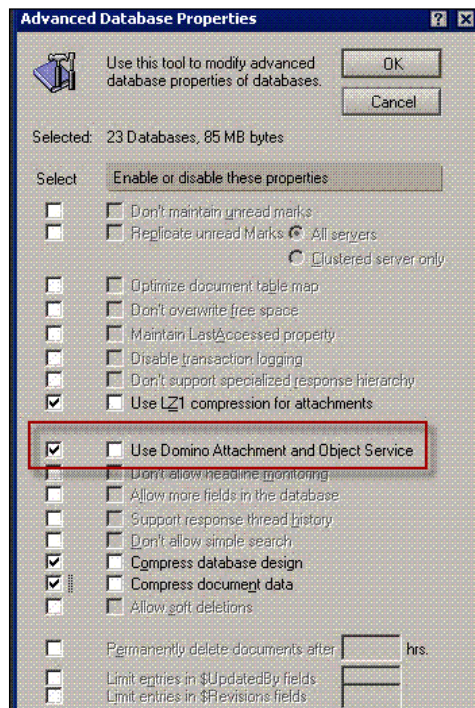 Advanced Database Properties
Use this tool to modify advanced
database properties of databases.
OK
Cancel
Selected: 23 Databases, 85 MB bytes
Select Enable or disable these properties
Don't maintain unread marks
Replicate unread Marks All servers
Clustered server only
Optimize document table map
Don't overwrite free space
Maintain LastAccessed property
Disable transaction logging
Don't support specialized response hierarchy
Use LZ1 compression for attachments
Use Domino Attachment and Object Service
Don't allow headline monitoring
Allow more fields in the database
Support response thread history
Don't allow simple search
Compress database design
Compress document data
Allow soft deletions
Permanently delete documents after hrs.
Limit entries in $UpdatedBy fields
Limit entries in $Revisions fields